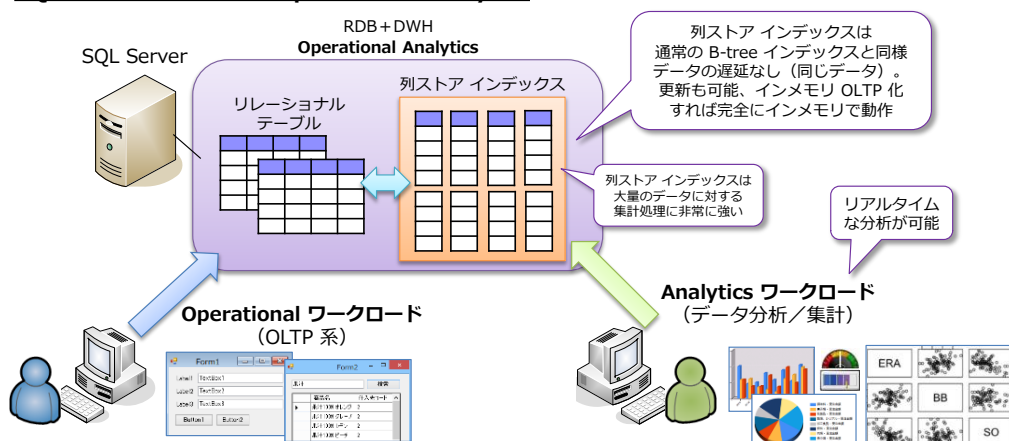 RDB＋DWH
Operational Analytics
SQL Server
列ストア インデックスは
通常の B-tree インデックスと同様
データの遅延なし（同じデータ）。
更新も可能、インメモリ OLTP 化
すれば完全にインメモリで動作
リレーショナル
テーブル
列ストア インデックス
列ストア インデックスは
大量のデータに対する
集計処理に非常に強い
リアルタイム
な分析が可能
Operational ワークロード
（OLTP 系）
Analytics ワークロード
（データ分析／集計）
Form1
Label1 TextBox1
Label2 TextBox2
Label3 TextBox3
Button1 Button2
Form2
検索
商品名
ERA
BB
SO